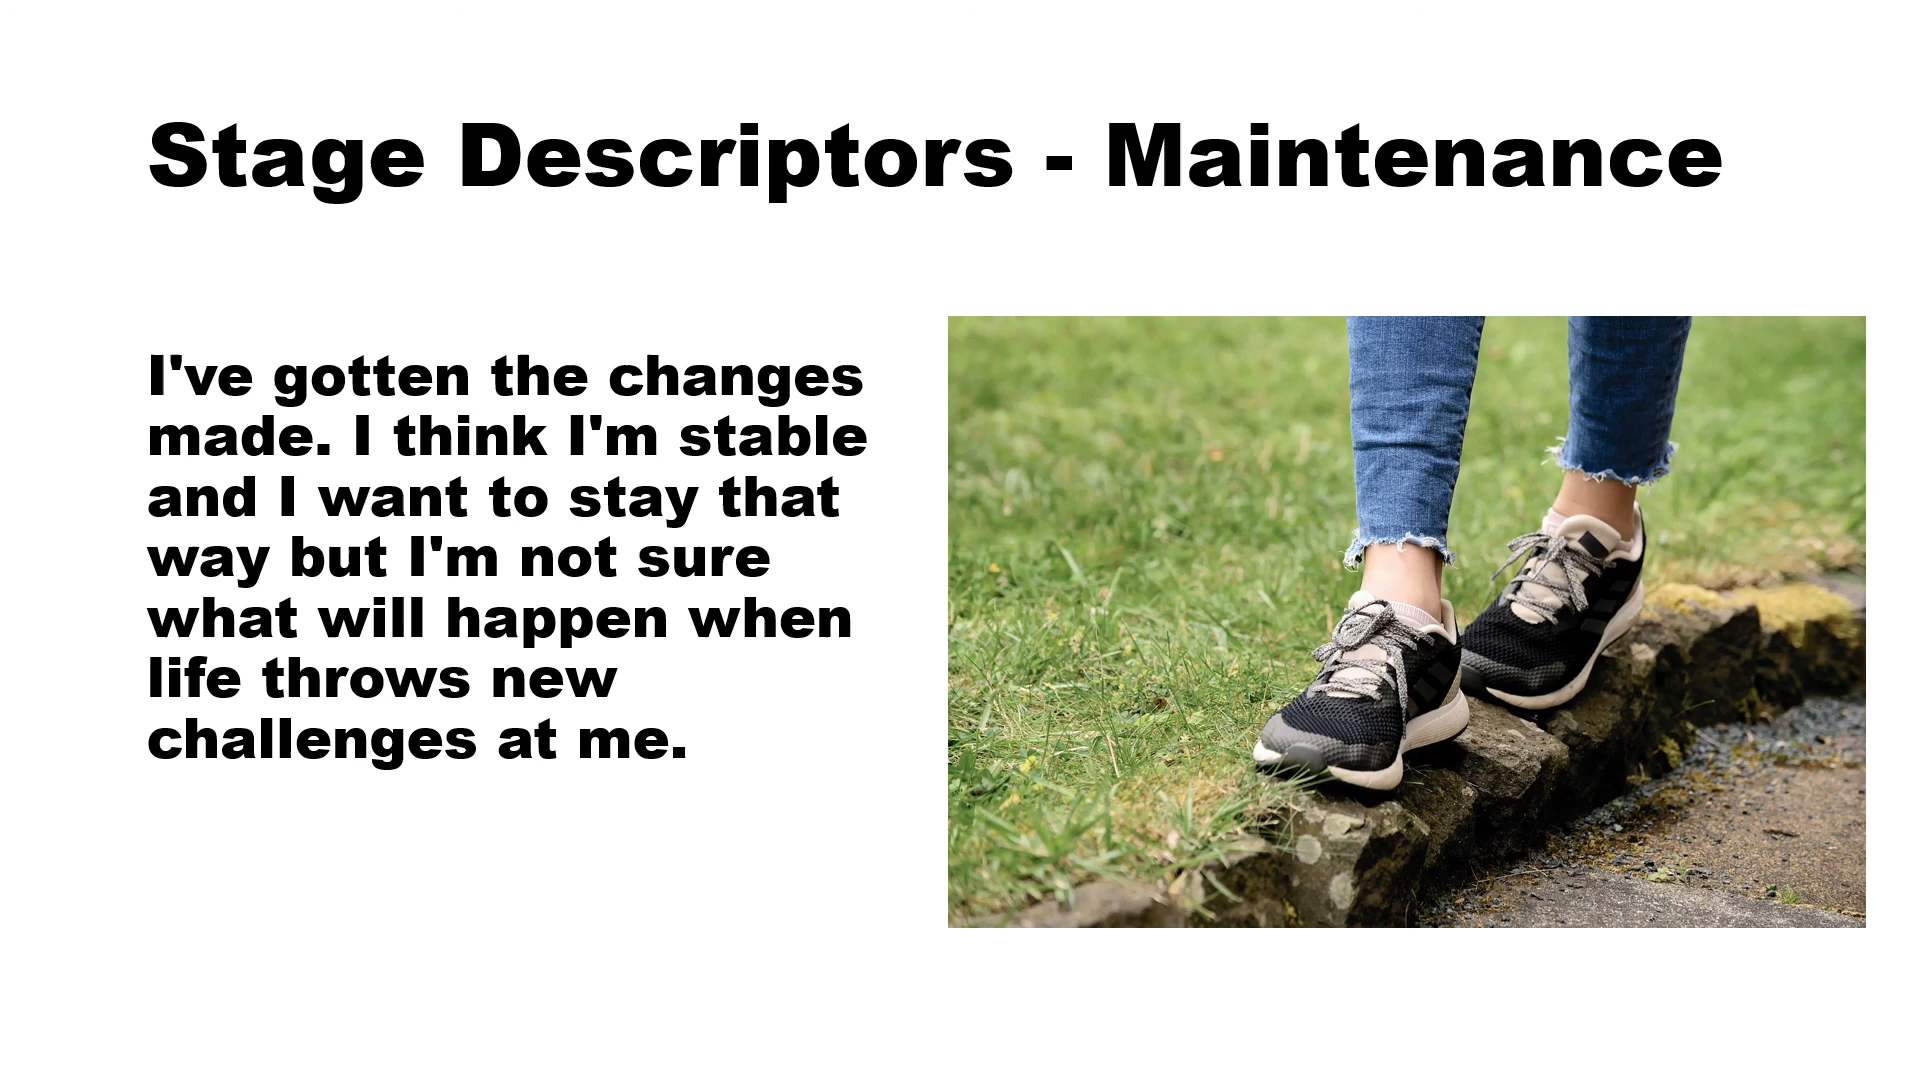 Stage Descriptors - Maintenance
I've gotten the changes
made. I think I'm stable
and I want to stay that
way but I'm not sure
what will happen when
life throws new
challenges at me.